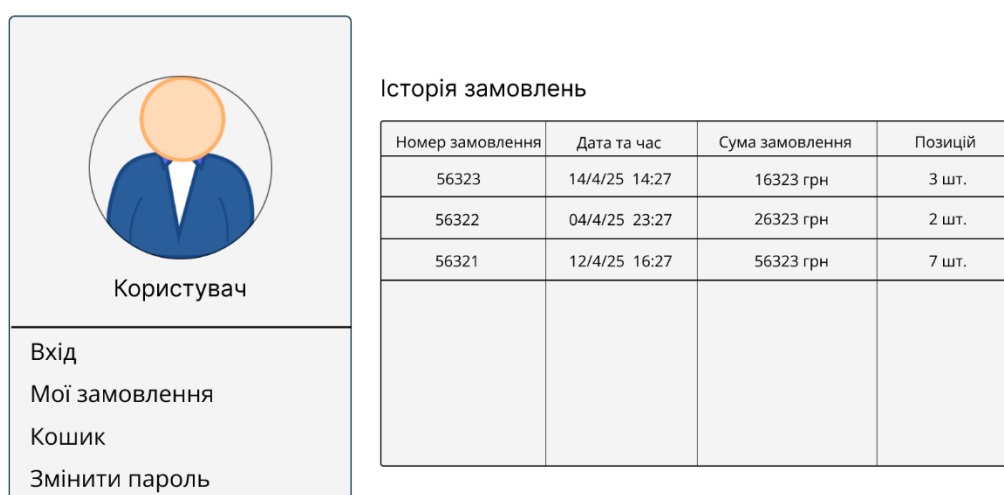 Користувач
Вхід
Мої замовлення
Кошик
Змінити пароль
Історія замовлень
Номер замовлення Дата та час Сума замовлення Позицій
56323 14/4/25 14:27 16323 грн 3 шт.
56322 04/4/25 23:27 26323 грн 2 шт.
56321 12/4/25 16:27 56323 грн 7 шт.